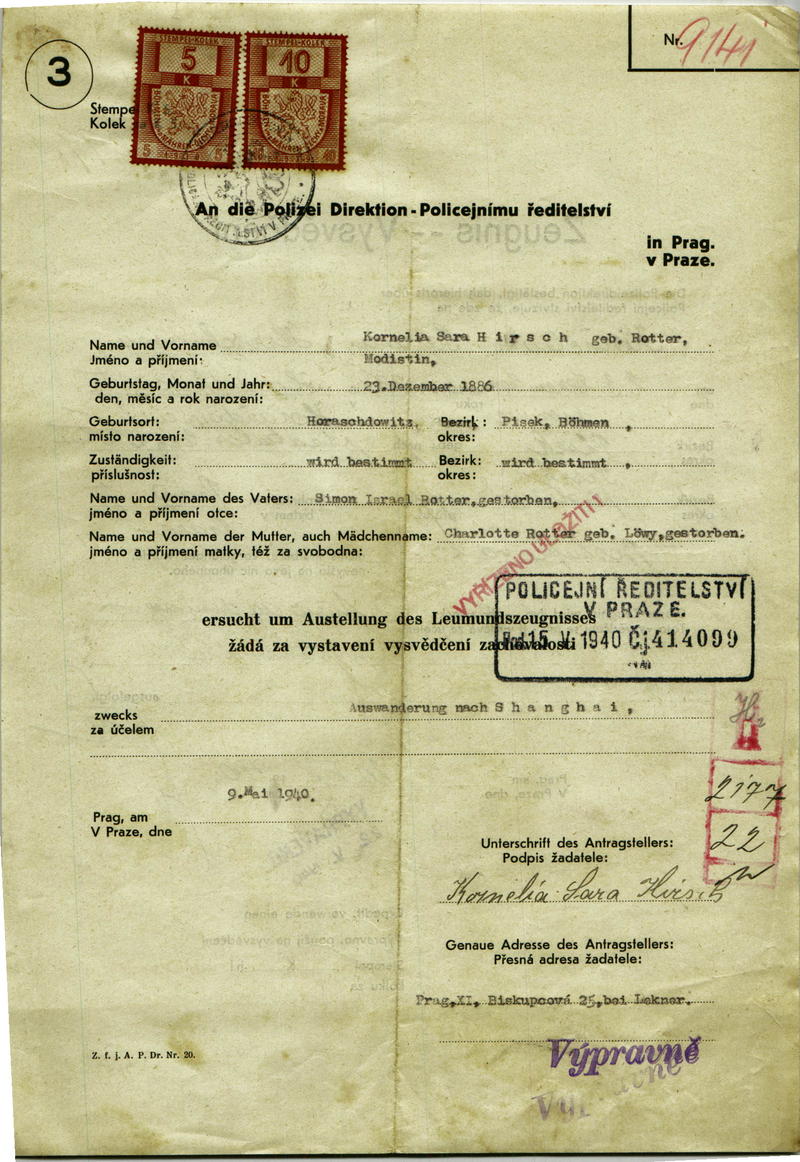 3
Nr. 9141
Kolek
STEMPEL-KOLEK
5
K
STEMPEL-KOLEK
10
K
An die Polizei Direktion - Policejnímu ředitelství
in Prag.
v Praze.
Name und Vorname Kornelia Sara H i r s c h geb. Rotter,
Jméno a příjmení: Modistin,
Geburtstag, Monat und Jahr: 23.Dezember 1886
den, měsíc a rok narození:
Geburtsort: Horaschdowitz. Bezirk: Pisek, Böhmen ,
místo narození: okres:
Zuständigkeit: wird bestimmt Bezirk: wird bestimmt ,
příslušnost: okres:
Name und Vorname des Vaters: Simon Israel Rotter,gestorben,
jméno a příjmení otce:
Name und Vorname der Mutter, auch Mädchenname: Charlotte Rotter geb. Löwy,gestorben.
jméno a příjmení matky, též za svobodna:
POLICEJNÍ ŘEDITELSTVÍ
V PRAZE.
15. V. 1940 Čj 414099
ersucht um Austellung des Leumundszeugnisses
žádá za vystavení vysvědčení zachovalosti
zwecks Auswanderung nach S h a n g h a i ,
za účelem
2177
22
9.Mai 1940.
Prag, am
V Praze, dne
Unterschrift des Antragstellers:
Podpis žadatele:
Kornelia Sara Hirsch
Genaue Adresse des Antragstellers:
Přesná adresa žadatele:
Prag,XI, Biskupcová 25,bei Lekner.
Výpravně
Z. f. j. A. P. Dr. Nr. 20.